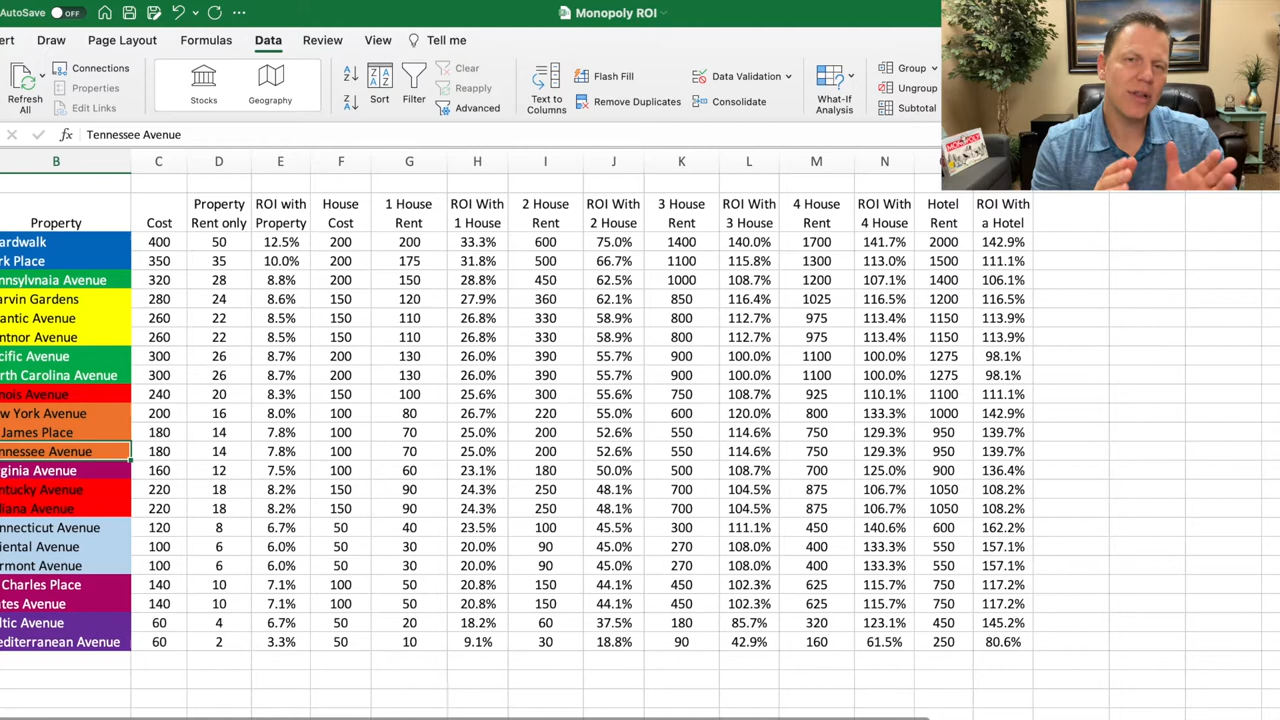 AutoSave OFF ... Monopoly ROI
ert Draw Page Layout Formulas Data Review View Tell me
Refresh All Connections Properties Edit Links Stocks Geography Sort Filter Clear Reapply Advanced Text to Columns Flash Fill Remove Duplicates Data Validation Consolidate What-If Analysis Group Ungroup Subtotal
fx Tennessee Avenue
MONOPOLY
B C D E F G H I J K L M N
Property Cost Property Rent only ROI with Property House Cost 1 House Rent ROI With 1 House 2 House Rent ROI With 2 House 3 House Rent ROI With 3 House 4 House Rent ROI With 4 House Hotel Rent ROI With a Hotel
ardwalk 400 50 12.5% 200 200 33.3% 600 75.0% 1400 140.0% 1700 141.7% 2000 142.9%
rk Place 350 35 10.0% 200 175 31.8% 500 66.7% 1100 115.8% 1300 113.0% 1500 111.1%
nnsylvnaia Avenue 320 28 8.8% 200 150 28.8% 450 62.5% 1000 108.7% 1200 107.1% 1400 106.1%
arvin Gardens 280 24 8.6% 150 120 27.9% 360 62.1% 850 116.4% 1025 116.5% 1200 116.5%
antic Avenue 260 22 8.5% 150 110 26.8% 330 58.9% 800 112.7% 975 113.4% 1150 113.9%
ntnor Avenue 260 22 8.5% 150 110 26.8% 330 58.9% 800 112.7% 975 113.4% 1150 113.9%
cific Avenue 300 26 8.7% 200 130 26.0% 390 55.7% 900 100.0% 1100 100.0% 1275 98.1%
rth Carolina Avenue 300 26 8.7% 200 130 26.0% 390 55.7% 900 100.0% 1100 100.0% 1275 98.1%
inois Avenue 240 20 8.3% 150 100 25.6% 300 55.6% 750 108.7% 925 110.1% 1100 111.1%
w York Avenue 200 16 8.0% 100 80 26.7% 220 55.0% 600 120.0% 800 133.3% 1000 142.9%
James Place 180 14 7.8% 100 70 25.0% 200 52.6% 550 114.6% 750 129.3% 950 139.7%
nnessee Avenue 180 14 7.8% 100 70 25.0% 200 52.6% 550 114.6% 750 129.3% 950 139.7%
rginia Avenue 160 12 7.5% 100 60 23.1% 180 50.0% 500 108.7% 700 125.0% 900 136.4%
ntucky Avenue 220 18 8.2% 150 90 24.3% 250 48.1% 700 104.5% 875 106.7% 1050 108.2%
diana Avenue 220 18 8.2% 150 90 24.3% 250 48.1% 700 104.5% 875 106.7% 1050 108.2%
nnecticut Avenue 120 8 6.7% 50 40 23.5% 100 45.5% 300 111.1% 450 140.6% 600 162.2%
iental Avenue 100 6 6.0% 50 30 20.0% 90 45.0% 270 108.0% 400 133.3% 550 157.1%
rmont Avenue 100 6 6.0% 50 30 20.0% 90 45.0% 270 108.0% 400 133.3% 550 157.1%
Charles Place 140 10 7.1% 100 50 20.8% 150 44.1% 450 102.3% 625 115.7% 750 117.2%
ates Avenue 140 10 7.1% 100 50 20.8% 150 44.1% 450 102.3% 625 115.7% 750 117.2%
ltic Avenue 60 4 6.7% 50 20 18.2% 60 37.5% 180 85.7% 320 123.1% 450 145.2%
editerranean Avenue 60 2 3.3% 50 10 9.1% 30 18.8% 90 42.9% 160 61.5% 250 80.6%